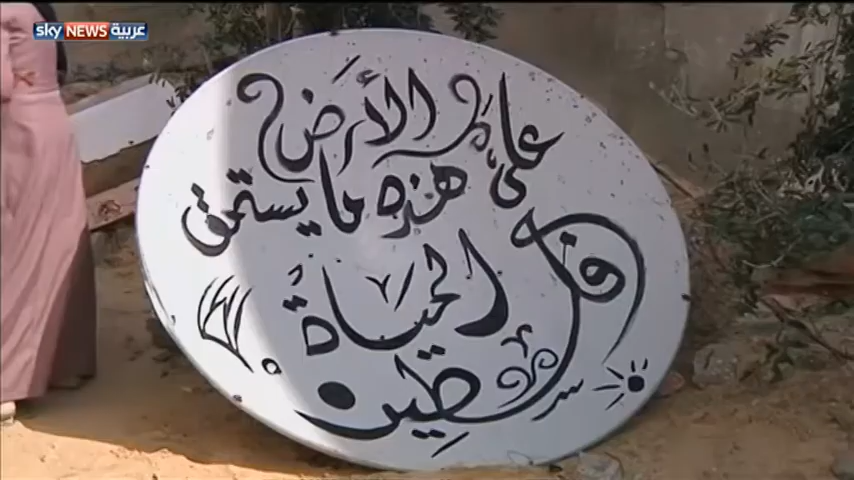 sky NEWS عربية
على هذه الأرض
ما يستحق
الحياة
فلسطين